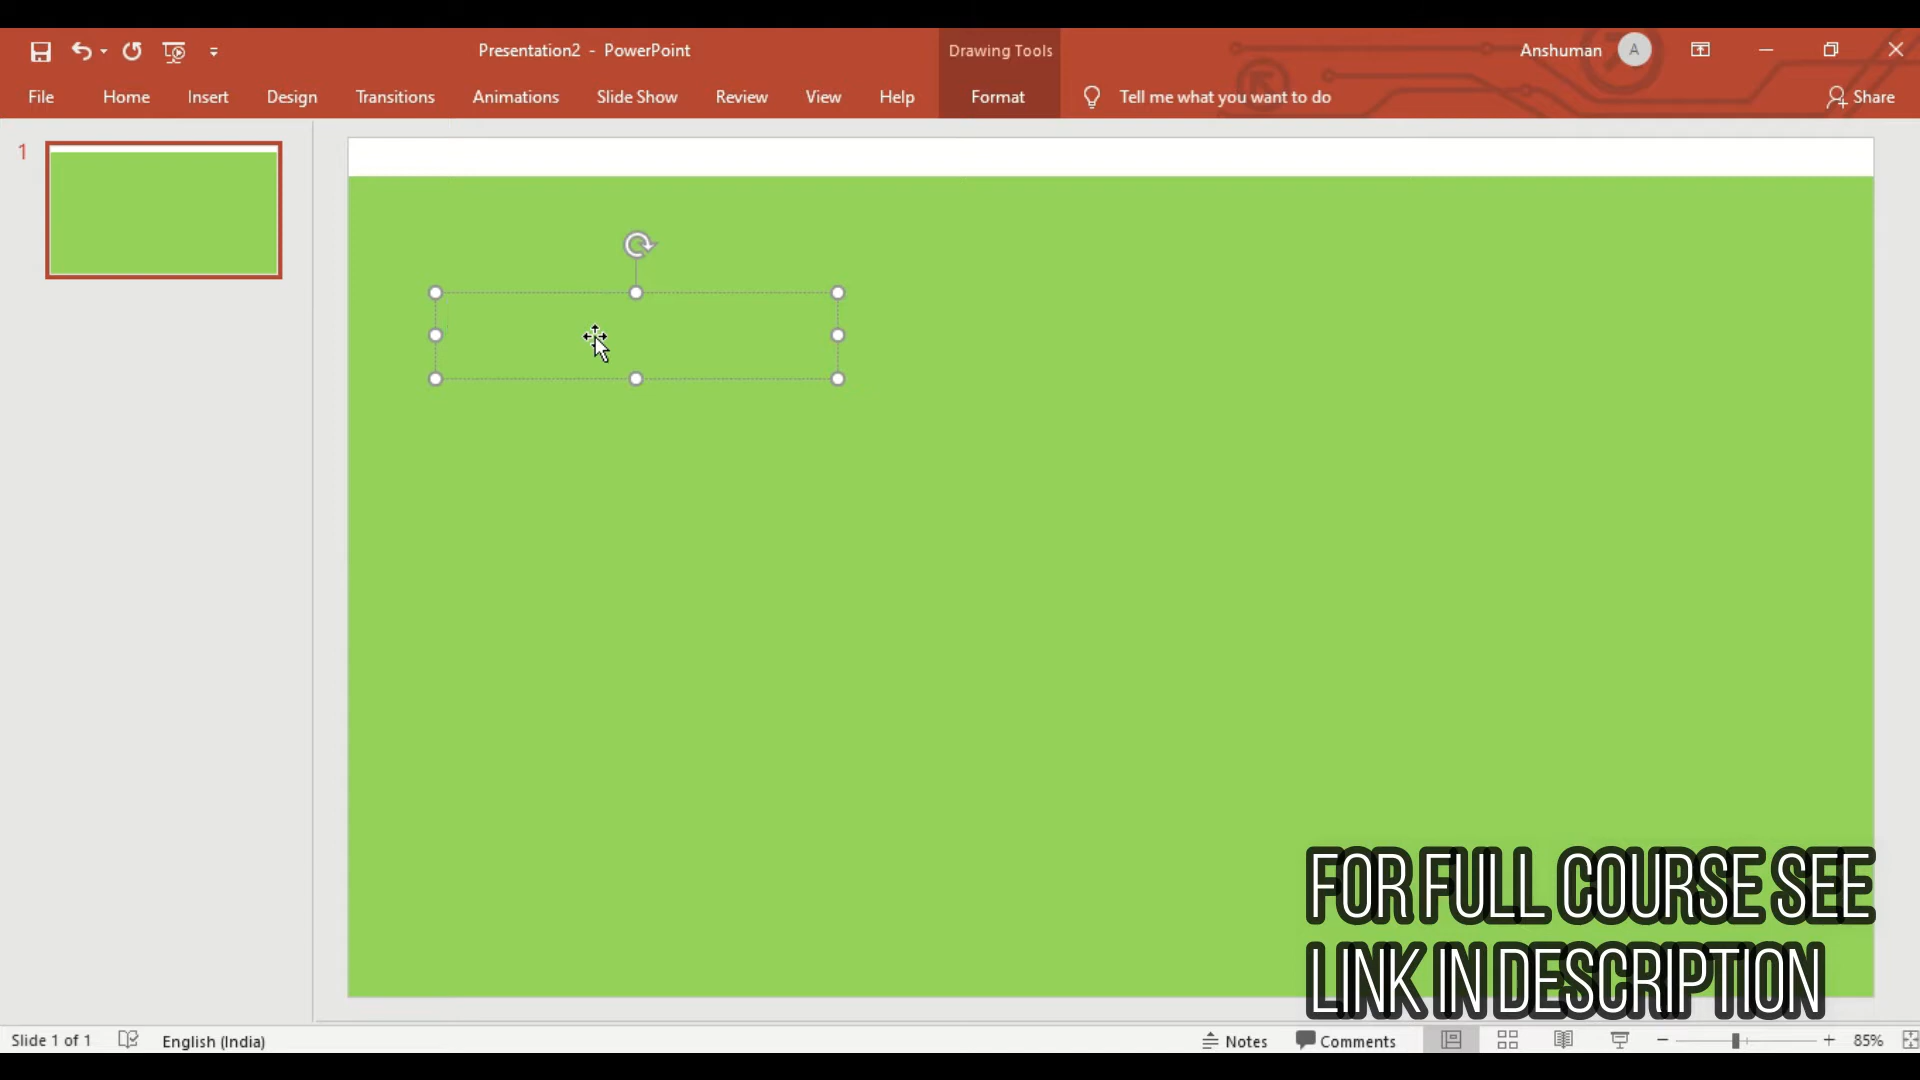 Presentation2 - PowerPoint
Drawing Tools
Anshuman
A
File Home Insert Design Transitions Animations Slide Show Review View Help Format Tell me what you want to do Share
1
FOR FULL COURSE SEE
LINK IN DESCRIPTION
Slide 1 of 1 English (India) Notes Comments 85%